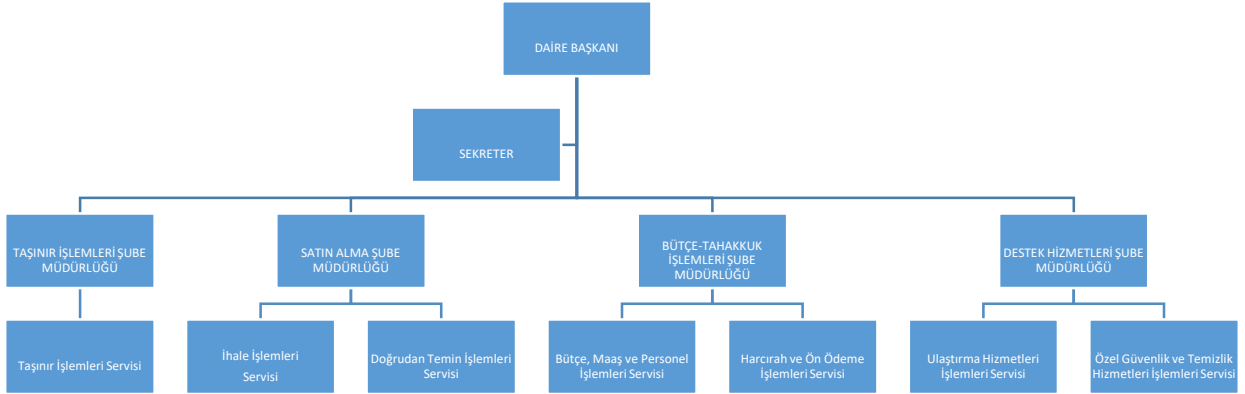 DAİRE BAŞKANI
SEKRETER
TAŞINIR İŞLEMLERİ ŞUBE
MÜDÜRLÜĞÜ
SATIN ALMA ŞUBE
MÜDÜRLÜĞÜ
BÜTÇE-TAHAKKUK
İŞLEMLERİ ŞUBE
MÜDÜRLÜĞÜ
DESTEK HİZMETLERİ ŞUBE
MÜDÜRLÜĞÜ
Taşınır İşlemleri Servisi
İhale İşlemleri
Servisi
Doğrudan Temin İşlemleri
Servisi
Bütçe, Maaş ve Personel
İşlemleri Servisi
Harcırah ve Ön Ödeme
İşlemleri Servisi
Ulaştırma Hizmetleri
İşlemleri Servisi
Özel Güvenlik ve Temizlik
Hizmetleri İşlemleri Servisi